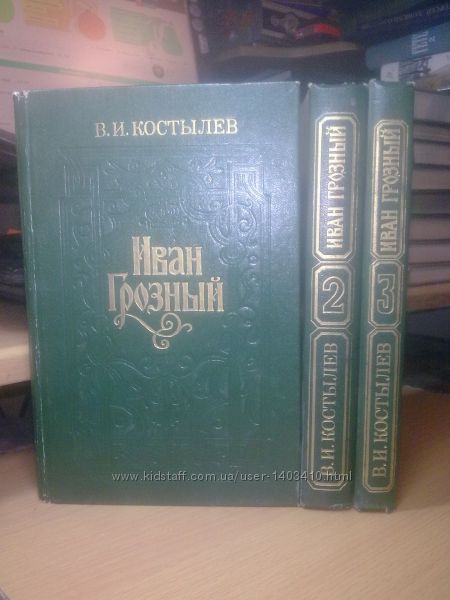 В.И. КОСТЫЛЕВ
Иван
Грозный
В.И. КОСТЫЛЕВ 2 ИВАН ГРОЗНЫЙ
В.И. КОСТЫЛЕВ 3 ИВАН ГРОЗНЫЙ
www.kidstaff.com.ua/user-1403410.html